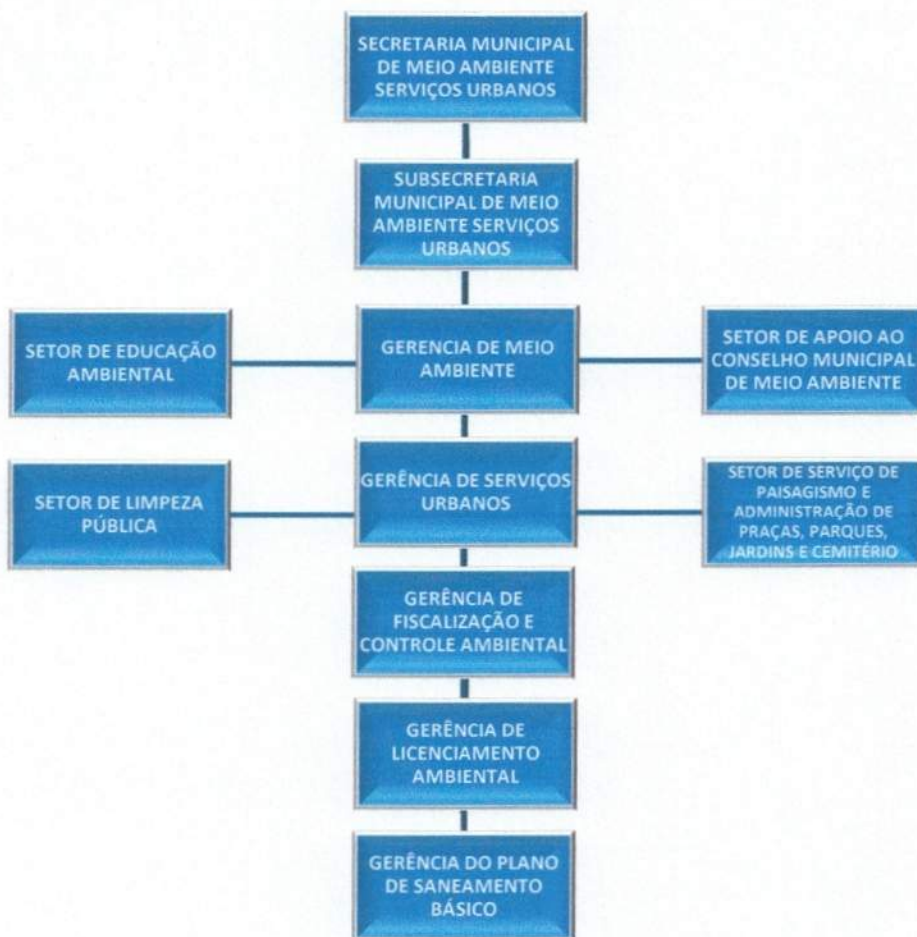 SECRETARIA MUNICIPAL
DE MEIO AMBIENTE
SERVIÇOS URBANOS
SUBSECRETARIA
MUNICIPAL DE MEIO
AMBIENTE SERVIÇOS
URBANOS
SETOR DE EDUCAÇÃO
AMBIENTAL
GERENCIA DE MEIO
AMBIENTE
SETOR DE APOIO AO
CONSELHO MUNICIPAL
DE MEIO AMBIENTE
SETOR DE LIMPEZA
PÚBLICA
GERÊNCIA DE SERVIÇOS
URBANOS
SETOR DE SERVIÇO DE
PAISAGISMO E
ADMINISTRAÇÃO DE
PRAÇAS, PARQUES,
JARDINS E CEMITÉRIO
GERÊNCIA DE
FISCALIZAÇÃO E
CONTROLE AMBIENTAL
GERÊNCIA DE
LICENCIAMENTO
AMBIENTAL
GERÊNCIA DO PLANO
DE SANEAMENTO
BÁSICO